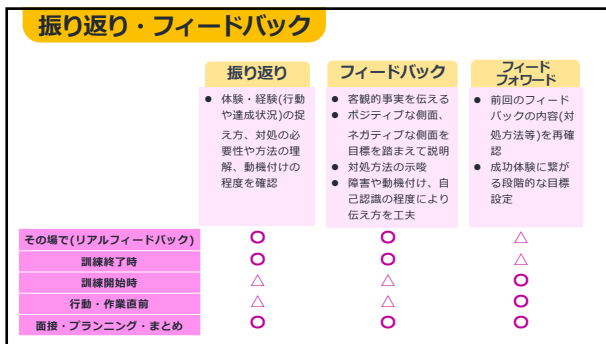 振り返り・フィードバック
振り返り
● 体験・経験(行動
や達成状況)の捉
え方、対処の必
要性や方法の理
解、動機付けの
程度を確認
フィードバック
● 客観的事実を伝える
● ポジティブな側面、
ネガティブな側面を
目標を踏まえて説明
● 対処方法の示唆
● 障害や動機付け、自
己認識の程度により
伝え方を工夫
フィード
フォワード
● 前回のフィード
バックの内容(対
処方法等)を再確
認
● 成功体験に繋が
る段階的な目標
設定
その場で(リアルフィードバック) ○ ○ △
訓練終了時 ○ ○ △
訓練開始時 △ △ ○
行動・作業直前 △ △ ○
面接・プランニング・まとめ ○ ○ ○